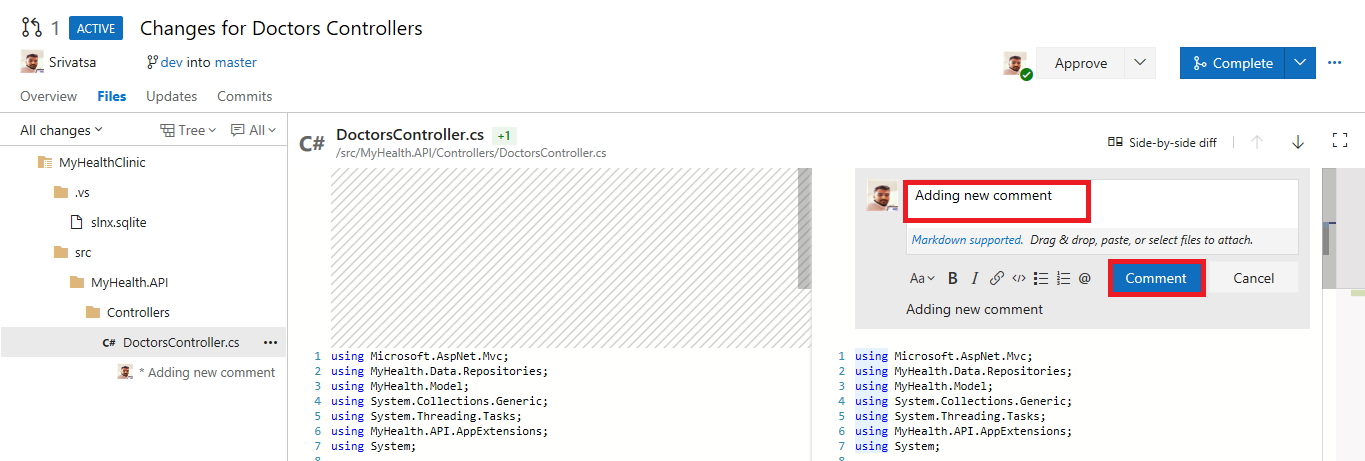 1 ACTIVE Changes for Doctors Controllers
Srivatsa dev into master Approve Complete
Overview Files Updates Commits
All changes Tree All
MyHealthClinic
.vs
slnx.sqlite
src
MyHealth.API
Controllers
C# DoctorsController.cs
* Adding new comment
C# DoctorsController.cs +1
/src/MyHealth.API/Controllers/DoctorsController.cs
Side-by-side diff
1 using Microsoft.AspNet.Mvc;
2 using MyHealth.Data.Repositories;
3 using MyHealth.Model;
4 using System.Collections.Generic;
5 using System.Threading.Tasks;
6 using MyHealth.API.AppExtensions;
7 using System;
8
Adding new comment
Markdown supported. Drag & drop, paste, or select files to attach.
Aa B I </> @ Comment Cancel
Adding new comment
1 using Microsoft.AspNet.Mvc;
2 using MyHealth.Data.Repositories;
3 using MyHealth.Model;
4 using System.Collections.Generic;
5 using System.Threading.Tasks;
6 using MyHealth.API.AppExtensions;
7 using System;
8